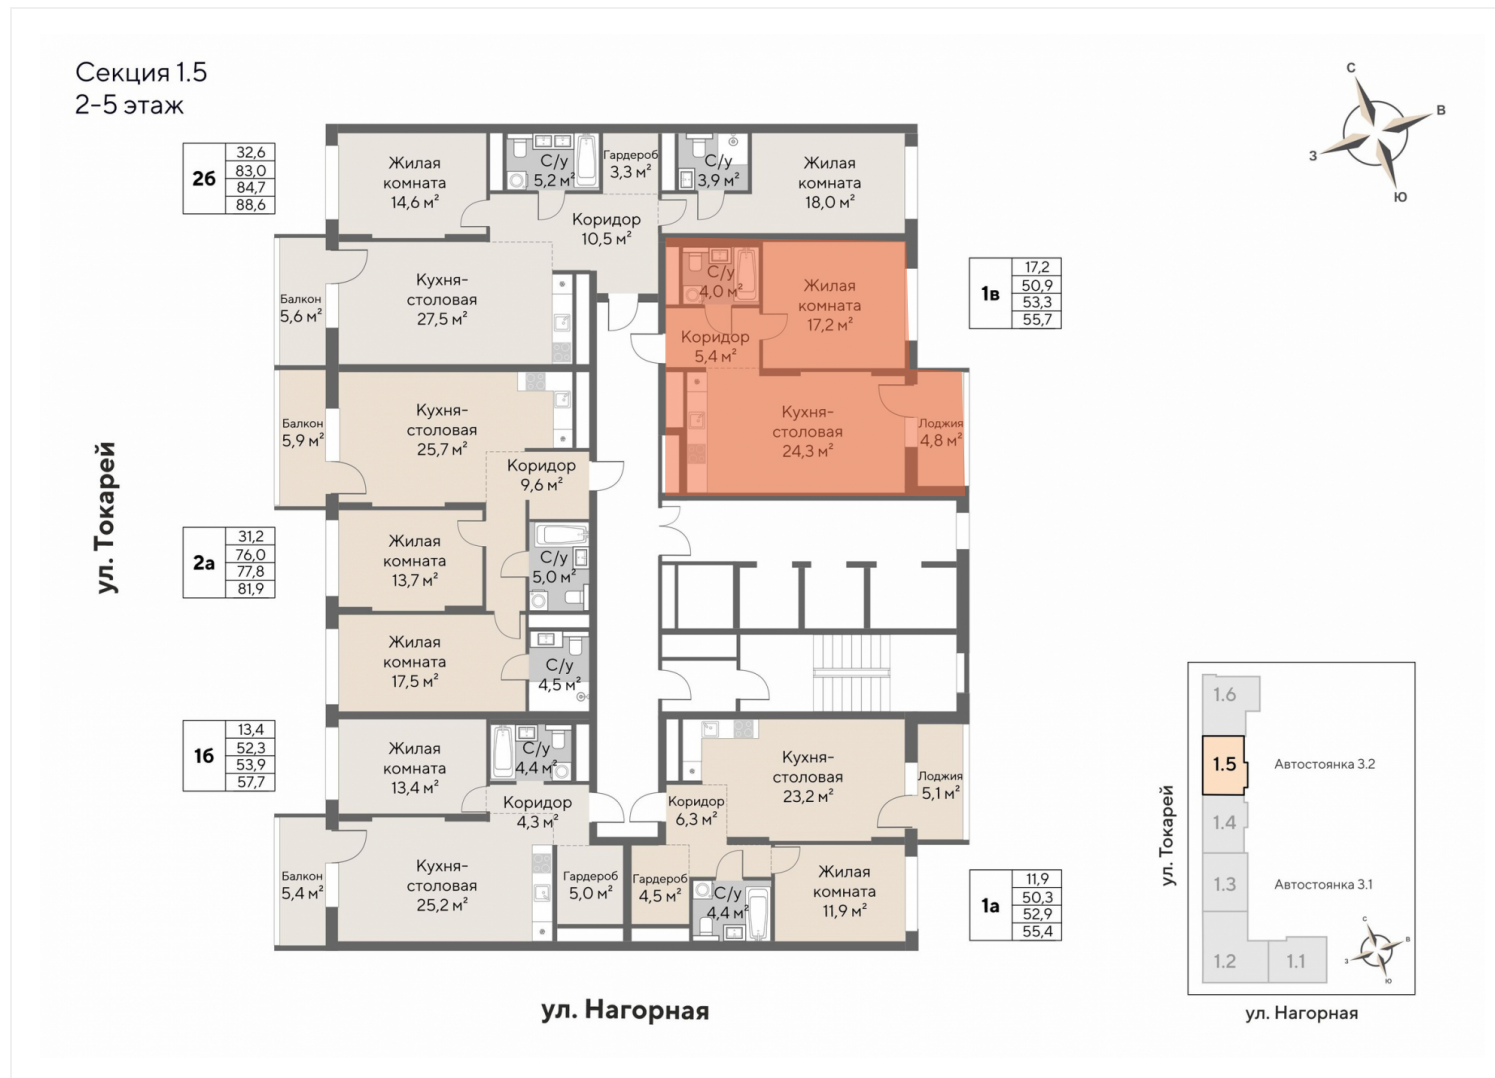 Секция 1.5
2-5 этаж
С
В
З
Ю
2б
32,6
83,0
84,7
88,6
Жилая
комната
14,6 м²
С/у
5,2 м²
Гардероб
3,3 м²
С/у
3,9 м²
Жилая
комната
18,0 м²
Коридор
10,5 м²
Балкон
5,6 м²
Кухня-
столовая
27,5 м²
С/у
4,0 м²
Жилая
комната
17,2 м²
Коридор
5,4 м²
1в
17,2
50,9
53,3
55,7
Балкон
5,9 м²
Кухня-
столовая
25,7 м²
Коридор
9,6 м²
Кухня-
столовая
24,3 м²
Лоджия
4,8 м²
ул. Токарей
2а
31,2
76,0
77,8
81,9
Жилая
комната
13,7 м²
С/у
5,0 м²
Жилая
комната
17,5 м²
С/у
4,5 м²
1б
13,4
52,3
53,9
57,7
Жилая
комната
13,4 м²
С/у
4,4 м²
Коридор
4,3 м²
Балкон
5,4 м²
Кухня-
столовая
25,2 м²
Гардероб
5,0 м²
Кухня-
столовая
23,2 м²
Лоджия
5,1 м²
Коридор
6,3 м²
Гардероб
4,5 м²
С/у
4,4 м²
Жилая
комната
11,9 м²
1а
11,9
50,3
52,9
55,4
ул. Нагорная
1.6
1.5
Автостоянка 3.2
1.4
1.3
Автостоянка 3.1
1.2
1.1
ул. Токарей
С
В
З
Ю
ул. Нагорная